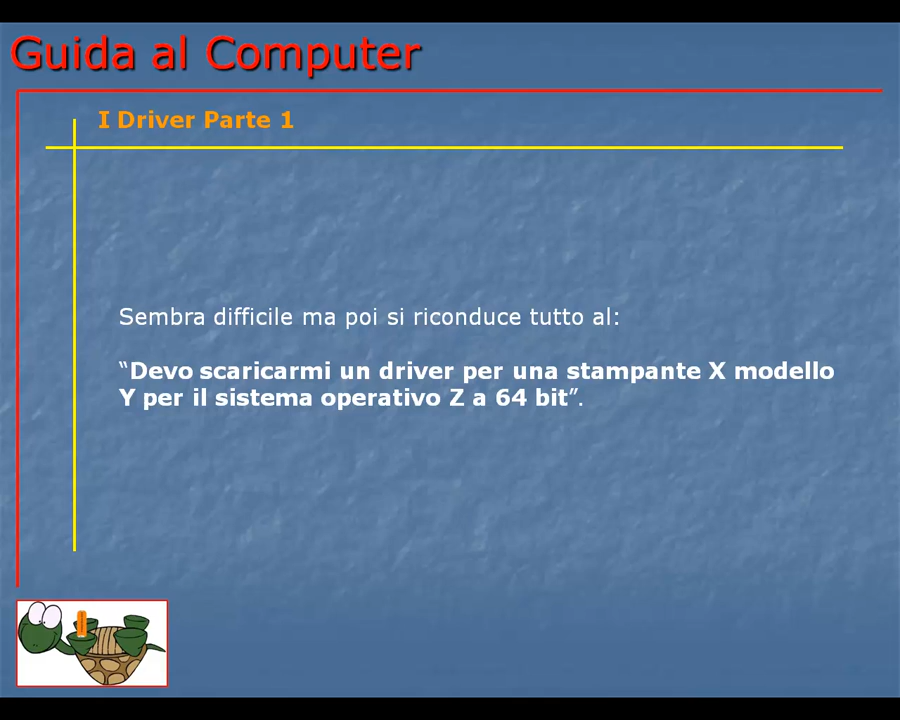 Guida al Computer
I Driver Parte 1
Sembra difficile ma poi si riconduce tutto al:
“Devo scaricarmi un driver per una stampante X modello
Y per il sistema operativo Z a 64 bit”.